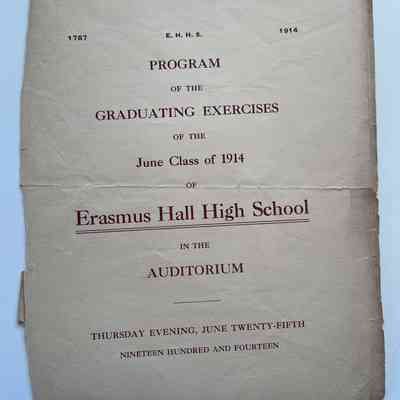 1787 E. H. H. S. 1914
PROGRAM
OF THE
GRADUATING EXERCISES
OF THE
June Class of 1914
OF
Erasmus Hall High School
IN THE
AUDITORIUM
THURSDAY EVENING, JUNE TWENTY-FIFTH
NINETEEN HUNDRED AND FOURTEEN